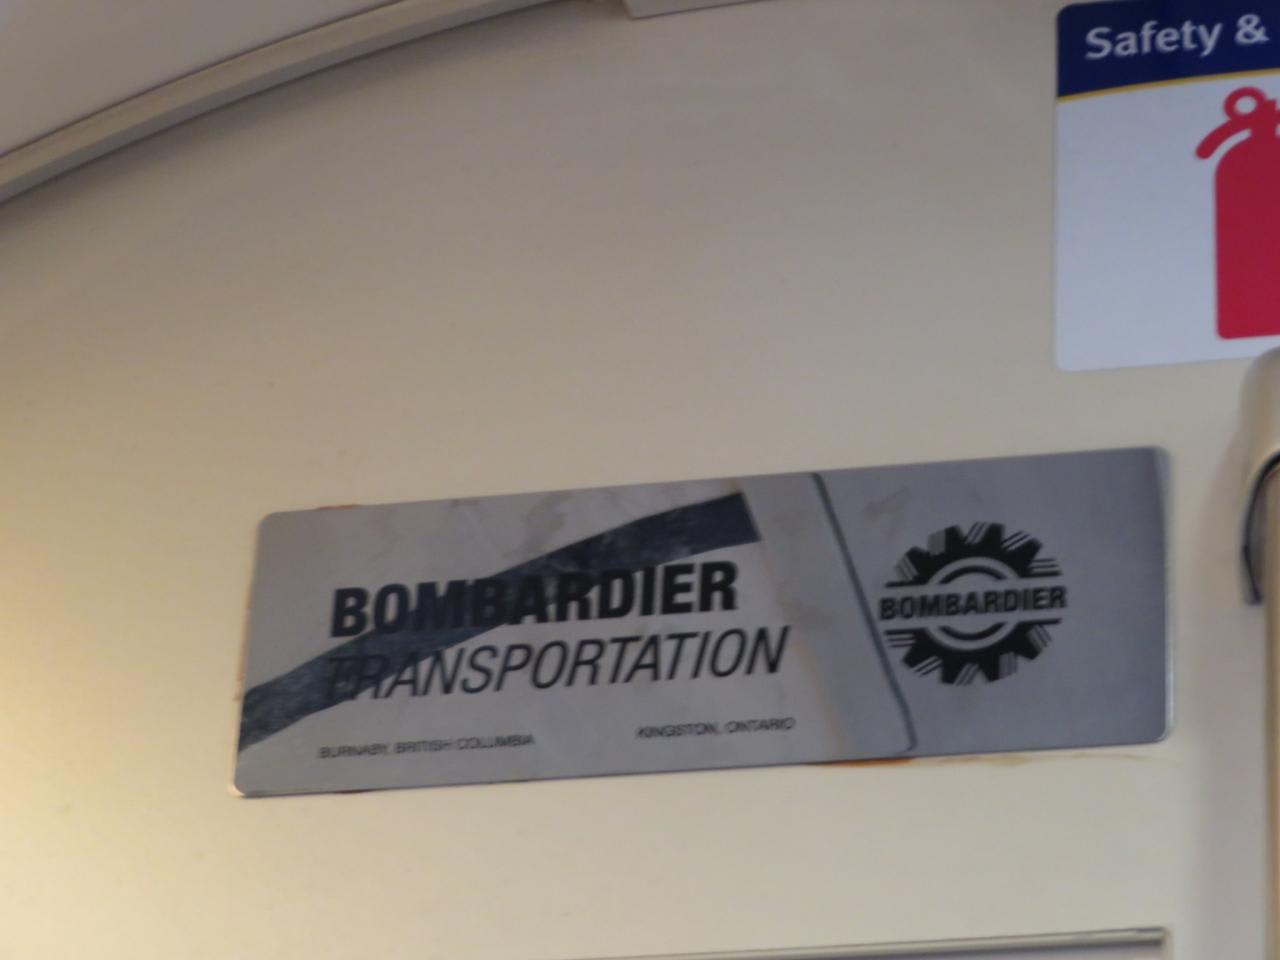 Safety &
BOMBARDIER
TRANSPORTATION
BURNABY, BRITISH COLUMBIA
KINGSTON, ONTARIO
BOMBARDIER